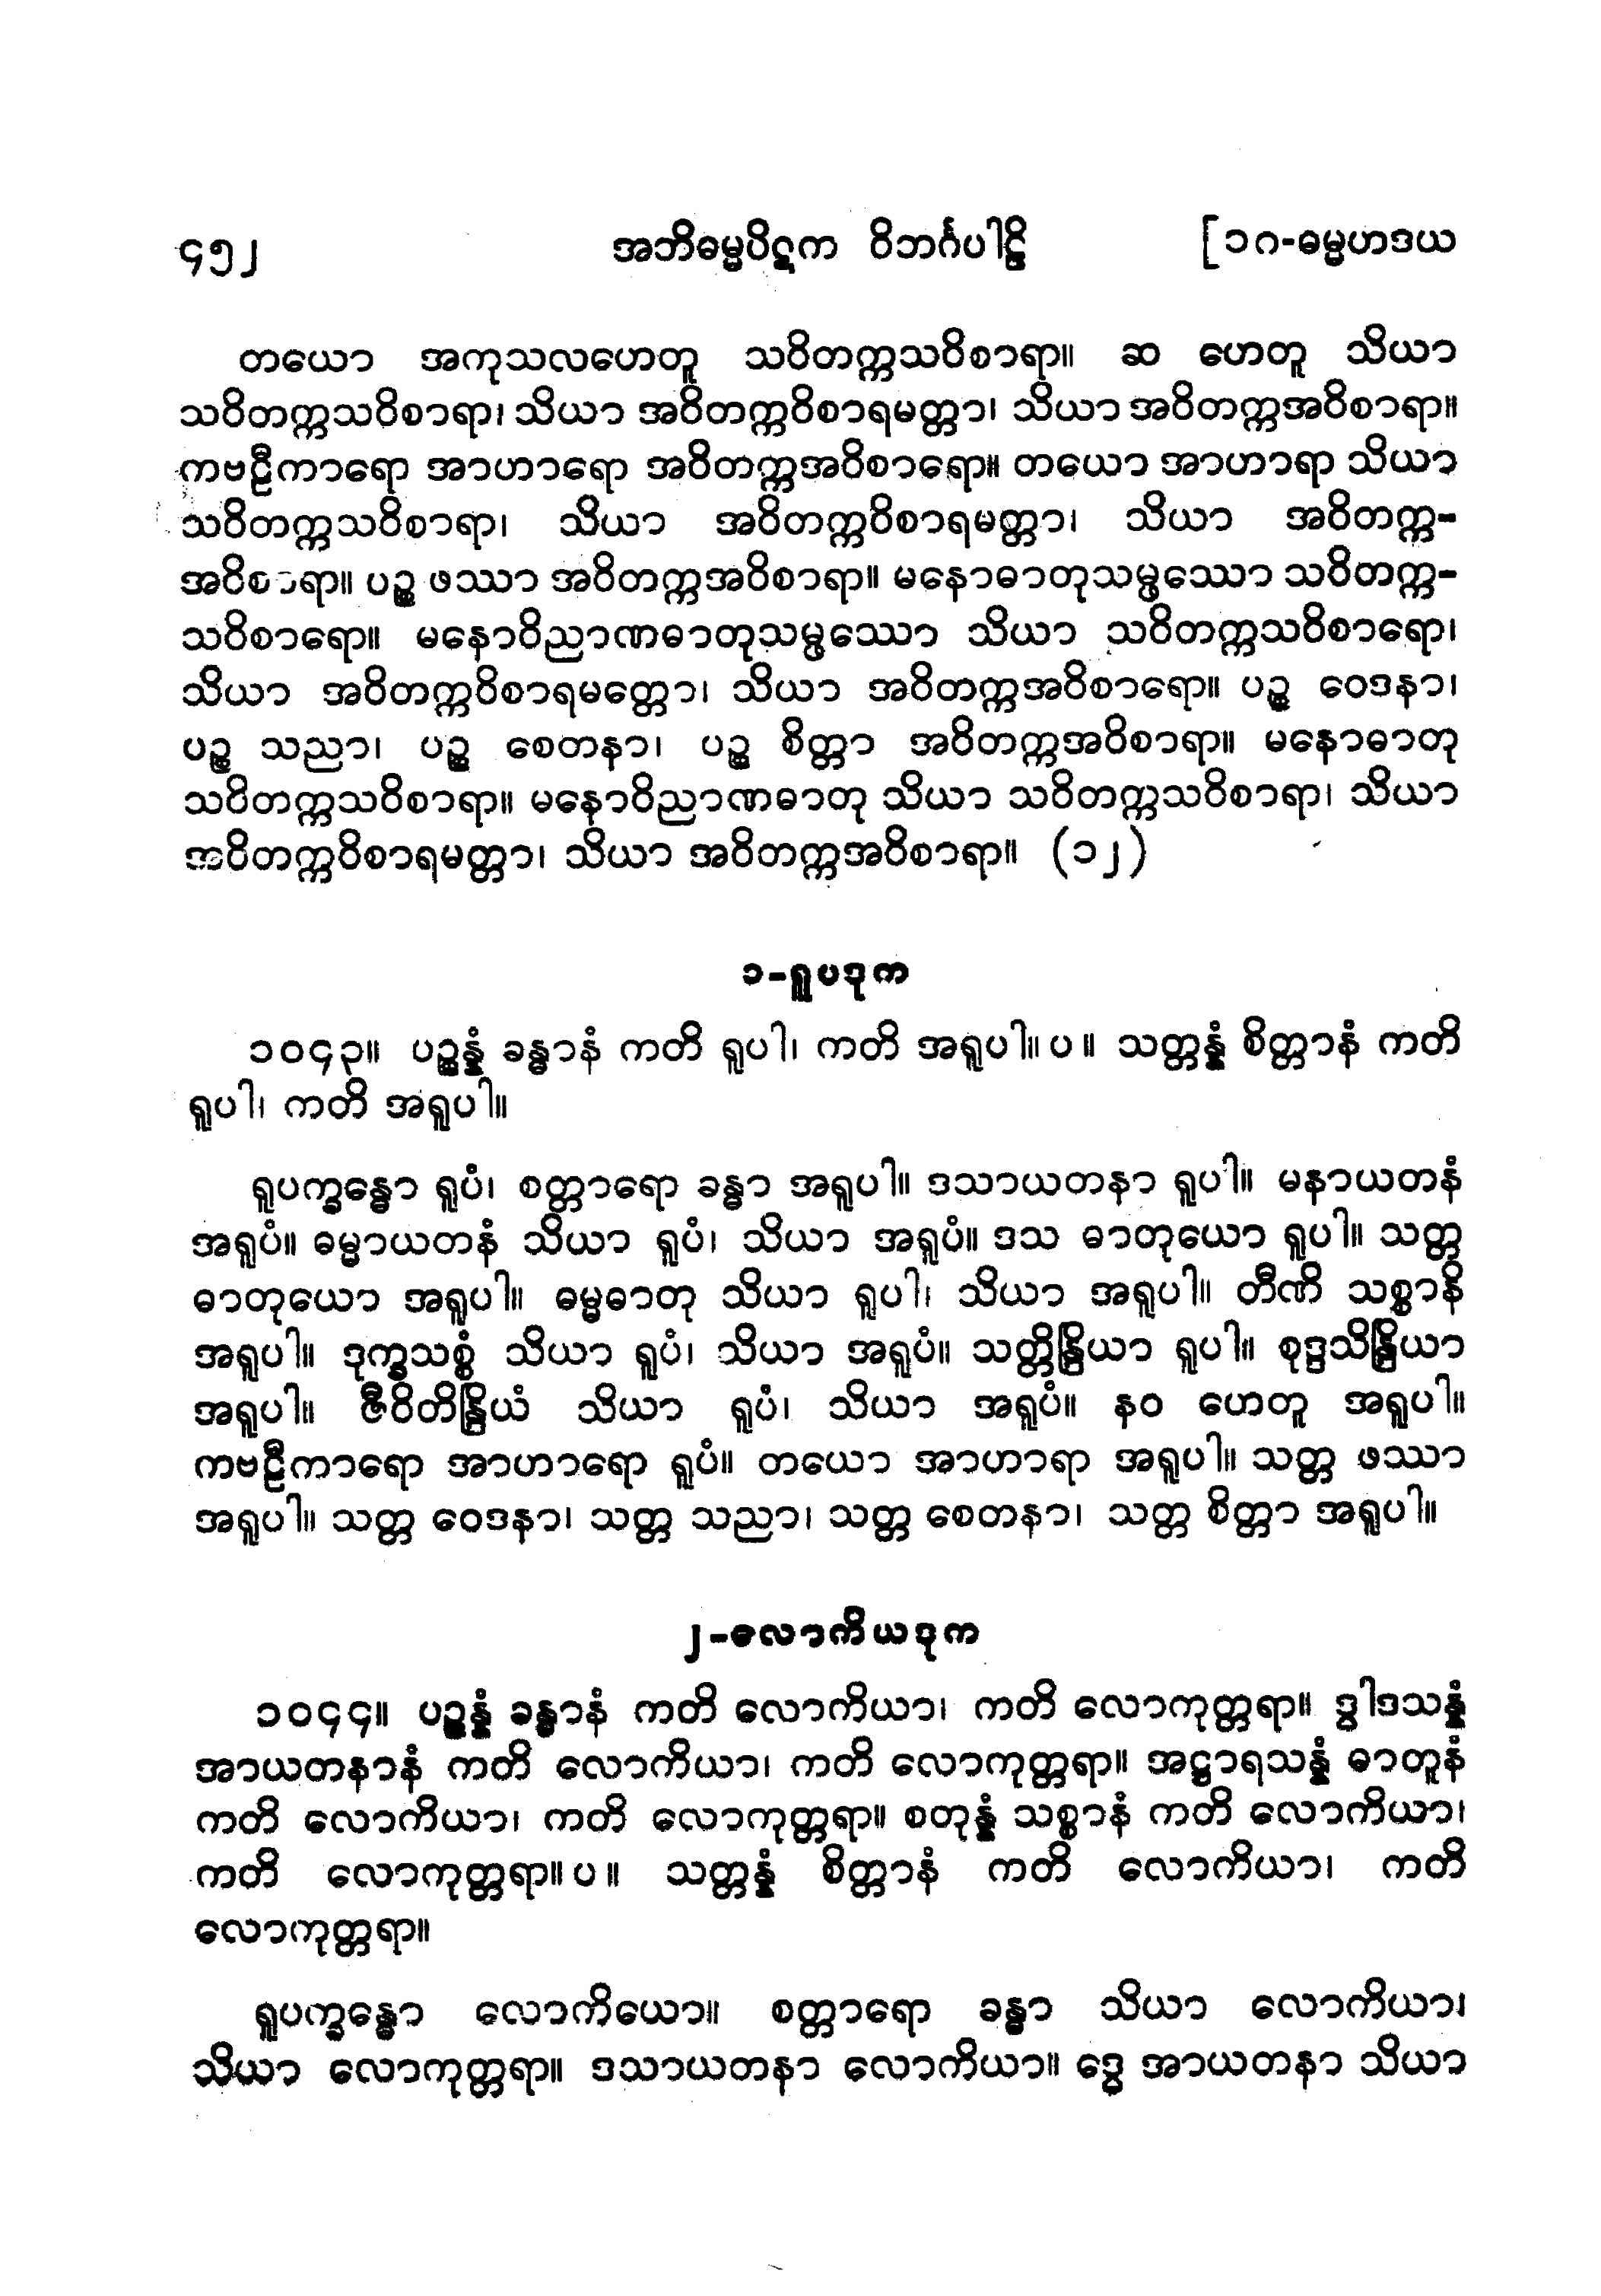 ၄၅၂ အဘိဓမ္မပိဋက ဝိဘင်္ဂပါဠိ [၁၈-ဓမ္မဟဒယ
တယော အကုသလဟေတူ သဝိတက္ကသဝိစာရာ။ ဆ ဟေတူ သိယာ
သဝိတက္ကသဝိစာရာ၊ သိယာ အဝိတက္ကဝိစာရမတ္တာ၊ သိယာ အဝိတက္ကအဝိစာရာ။
ကဗဠီကာရော အာဟာရော အဝိတက္ကအဝိစာရော။ တယော အာဟာရာ သိယာ
သဝိတက္ကသဝိစာရာ၊ သိယာ အဝိတက္ကဝိစာရမတ္တာ၊ သိယာ အဝိတက္က-
အဝိစာရာ။ ပဉ္စ ဖဿာ အဝိတက္ကအဝိစာရာ။ မနောဓာတုသမ္ဖဿော သဝိတက္က-
သဝိစာရော။ မနောဝိညာဏဓာတုသမ္ဖဿော သိယာ သဝိတက္ကသဝိစာရော၊
သိယာ အဝိတက္ကဝိစာရမတ္တော၊ သိယာ အဝိတက္ကအဝိစာရော။ ပဉ္စ ဝေဒနာ၊
ပဉ္စ သညာ၊ ပဉ္စ စေတနာ၊ ပဉ္စ စိတ္တာ အဝိတက္ကအဝိစာရာ။ မနောဓာတု
သဝိတက္ကသဝိစာရာ။ မနောဝိညာဏဓာတု သိယာ သဝိတက္ကသဝိစာရာ၊ သိယာ
အဝိတက္ကဝိစာရမတ္တာ၊ သိယာ အဝိတက္ကအဝိစာရာ။ (၁၂)
၁-ရူပဒုက
၁၀၄၃။ ပဉ္စန္နံ ခန္ဓာနံ ကတိ ရူပါ၊ ကတိ အရူပါ။ပ။ သတ္တန္နံ စိတ္တာနံ ကတိ
ရူပါ၊ ကတိ အရူပါ။
ရူပက္ခန္ဓော ရူပံ၊ စတ္တာရော ခန္ဓာ အရူပါ။ ဒသာယတနာ ရူပါ။ မနာယတနံ
အရူပံ။ ဓမ္မာယတနံ သိယာ ရူပံ၊ သိယာ အရူပံ။ ဒသ ဓာတုယော ရူပါ။ သတ္တ
ဓာတုယော အရူပါ။ ဓမ္မဓာတု သိယာ ရူပါ၊ သိယာ အရူပါ။ တီဏိ သစ္စာနိ
အရူပါ။ ဒုက္ခသစ္စံ သိယာ ရူပံ၊ သိယာ အရူပံ။ သတ္တိန္ဒြိယာ ရူပါ။ စုဒ္ဒသိန္ဒြိယာ
အရူပါ။ ဇီဝိတိန္ဒြိယံ သိယာ ရူပံ၊ သိယာ အရူပံ။ နဝ ဟေတူ အရူပါ။
ကဗဠီကာရော အာဟာရော ရူပံ။ တယော အာဟာရာ အရူပါ။ သတ္တ ဖဿာ
အရူပါ။ သတ္တ ဝေဒနာ၊ သတ္တ သညာ၊ သတ္တ စေတနာ၊ သတ္တ စိတ္တာ အရူပါ။
၂-လောကိယဒုက
၁၀၄၄။ ပဉ္စန္နံ ခန္ဓာနံ ကတိ လောကိယာ၊ ကတိ လောကုတ္တရာ။ ဒွါဒသန္နံ
အာယတနာနံ ကတိ လောကိယာ၊ ကတိ လောကုတ္တရာ။ အဋ္ဌာရသန္နံ ဓာတူနံ
ကတိ လောကိယာ၊ ကတိ လောကုတ္တရာ။ စတုန္နံ သစ္စာနံ ကတိ လောကိယာ၊
ကတိ လောကုတ္တရာ။ပ။ သတ္တန္နံ စိတ္တာနံ ကတိ လောကိယာ၊ ကတိ
လောကုတ္တရာ။
ရူပက္ခန္ဓော လောကိယော။ စတ္တာရော ခန္ဓာ သိယာ လောကိယာ၊
သိယာ လောကုတ္တရာ။ ဒသာယတနာ လောကိယာ။ ဒွေ အာယတနာ သိယာ